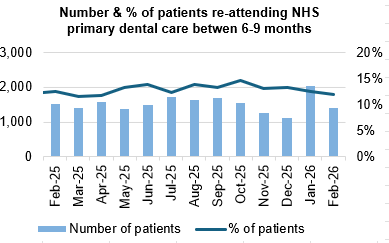 Number & % of patients re-attending NHS
primary dental care betwen 6-9 months
3,000
2,000
1,000
0
20%
15%
10%
5%
0%
Feb-25
Mar-25
Apr-25
May-25
Jun-25
Jul-25
Aug-25
Sep-25
Oct-25
Nov-25
Dec-25
Jan-26
Feb-26
Number of patients
% of patients